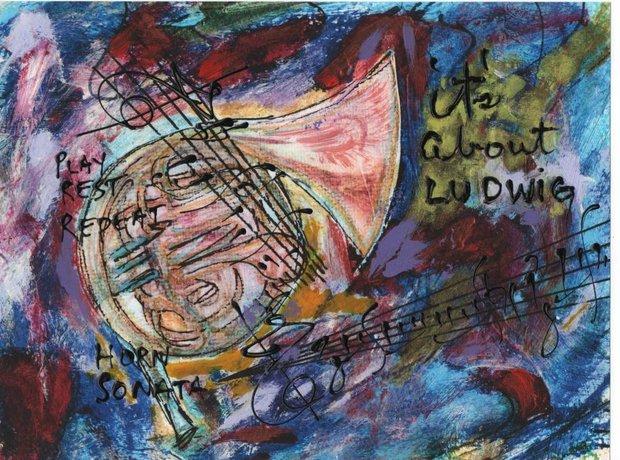 it's
about
LUDWIG
PLAY
REST
REPEAT
HORN
SONATA